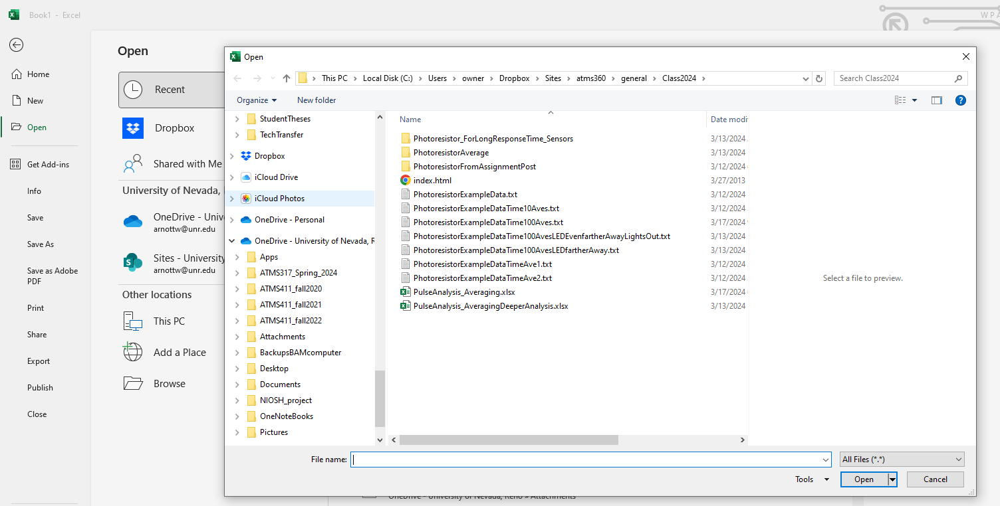 Book1 - Excel
WPA
Home
New
Open
Get Add-ins
Info
Save
Save As
Save as Adobe
PDF
Print
Share
Export
Publish
Close
Open
Recent
Dropbox
Shared with Me
University of Nevada,
OneDrive - Univ
arnottw@unr.edu
Sites - University
arnottw@unr.edu
Other locations
This PC
Add a Place
Browse
Open
This PC > Local Disk (C:) > Users > owner > Dropbox > Sites > atms360 > general > Class2024 >
Search Class2024
Organize
New folder
StudentTheses
TechTransfer
Dropbox
iCloud Drive
iCloud Photos
OneDrive - Personal
OneDrive - University of Nevada, R
Apps
ATMS317_Spring_2024
ATMS411_fall2020
ATMS411_fall2021
ATMS411_fall2022
Attachments
BackupsBAMcomputer
Desktop
Documents
NIOSH_project
OneNoteBooks
Pictures
Name Date modif
Photoresistor_ForLongResponseTime_Sensors 3/13/2024
PhotoresistorAverage 3/13/2024
PhotoresistorFromAssignmentPost 3/12/2024
index.html 3/27/2013
PhotoresistorExampleData.txt 3/12/2024
PhotoresistorExampleDataTime10Aves.txt 3/12/2024
PhotoresistorExampleDataTime100Aves.txt 3/17/2024
PhotoresistorExampleDataTime100AvesLEDEvenfartherAwayLightsOut.txt 3/13/2024
PhotoresistorExampleDataTime100AvesLEDfartherAway.txt 3/13/2024
PhotoresistorExampleDataTimeAve1.txt 3/12/2024
PhotoresistorExampleDataTimeAve2.txt 3/12/2024
PulseAnalysis_Averaging.xlsx 3/17/2024
PulseAnalysis_AveragingDeeperAnalysis.xlsx 3/13/2024
Select a file to preview.
File name:
All Files (*.*)
Tools
Open
Cancel
OneDrive - University of Nevada, Reno » Attachments